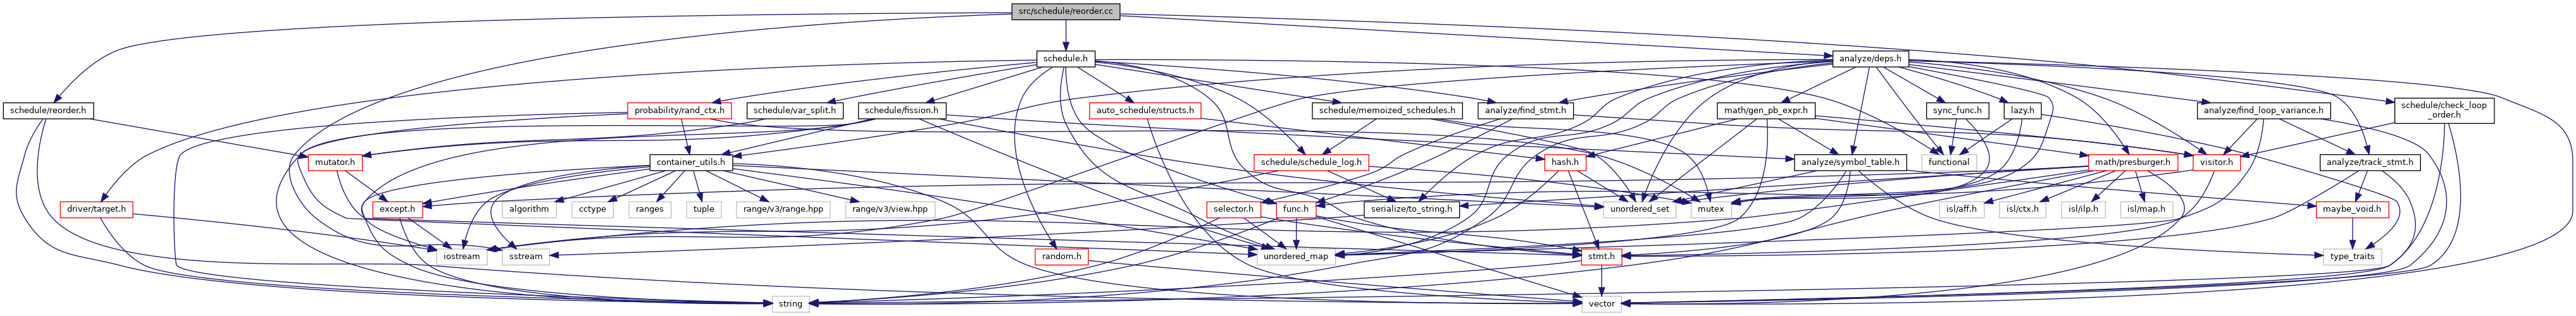 src/schedule/reorder.cc
schedule.h
analyze/deps.h
schedule/reorder.h
probability/rand_ctx.h
schedule/var_split.h
schedule/fission.h
auto_schedule/structs.h
schedule/memoized_schedules.h
analyze/find_stmt.h
math/gen_pb_expr.h
sync_func.h
lazy.h
analyze/find_loop_variance.h
schedule/check_loop
_order.h
mutator.h
container_utils.h
schedule/schedule_log.h
hash.h
analyze/symbol_table.h
functional
math/presburger.h
visitor.h
analyze/track_stmt.h
driver/target.h
except.h
algorithm
cctype
ranges
tuple
range/v3/range.hpp
range/v3/view.hpp
selector.h
func.h
serialize/to_string.h
unordered_set
mutex
isl/aff.h
isl/ctx.h
isl/ilp.h
isl/map.h
maybe_void.h
iostream
sstream
unordered_map
random.h
stmt.h
type_traits
string
vector